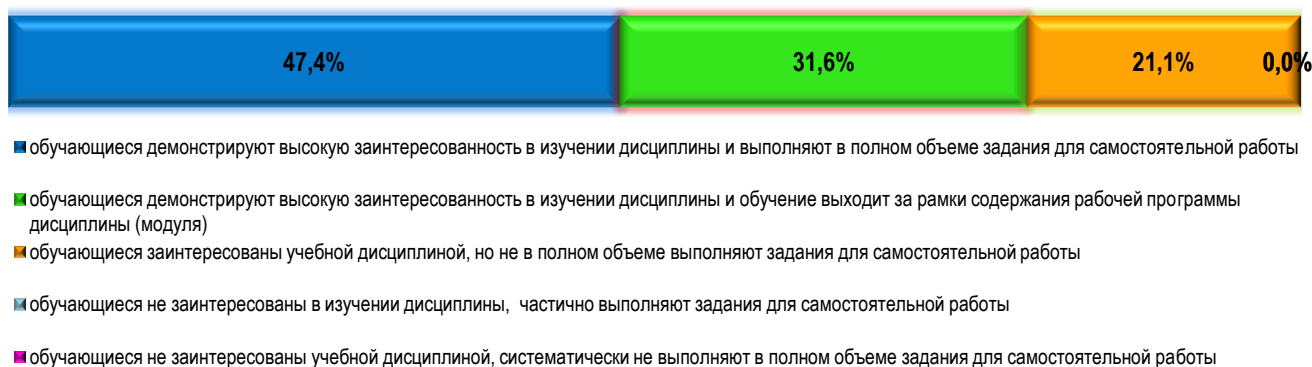 47,4% 31,6% 21,1% 0,0%
обучающиеся демонстрируют высокую заинтересованность в изучении дисциплины и выполняют в полном объеме задания для самостоятельной работы
обучающиеся демонстрируют высокую заинтересованность в изучении дисциплины и обучение выходит за рамки содержания рабочей программы
дисциплины (модуля)
обучающиеся заинтересованы учебной дисциплиной, но не в полном объеме выполняют задания для самостоятельной работы
обучающиеся не заинтересованы в изучении дисциплины, частично выполняют задания для самостоятельной работы
обучающиеся не заинтересованы учебной дисциплиной, систематически не выполняют в полном объеме задания для самостоятельной работы